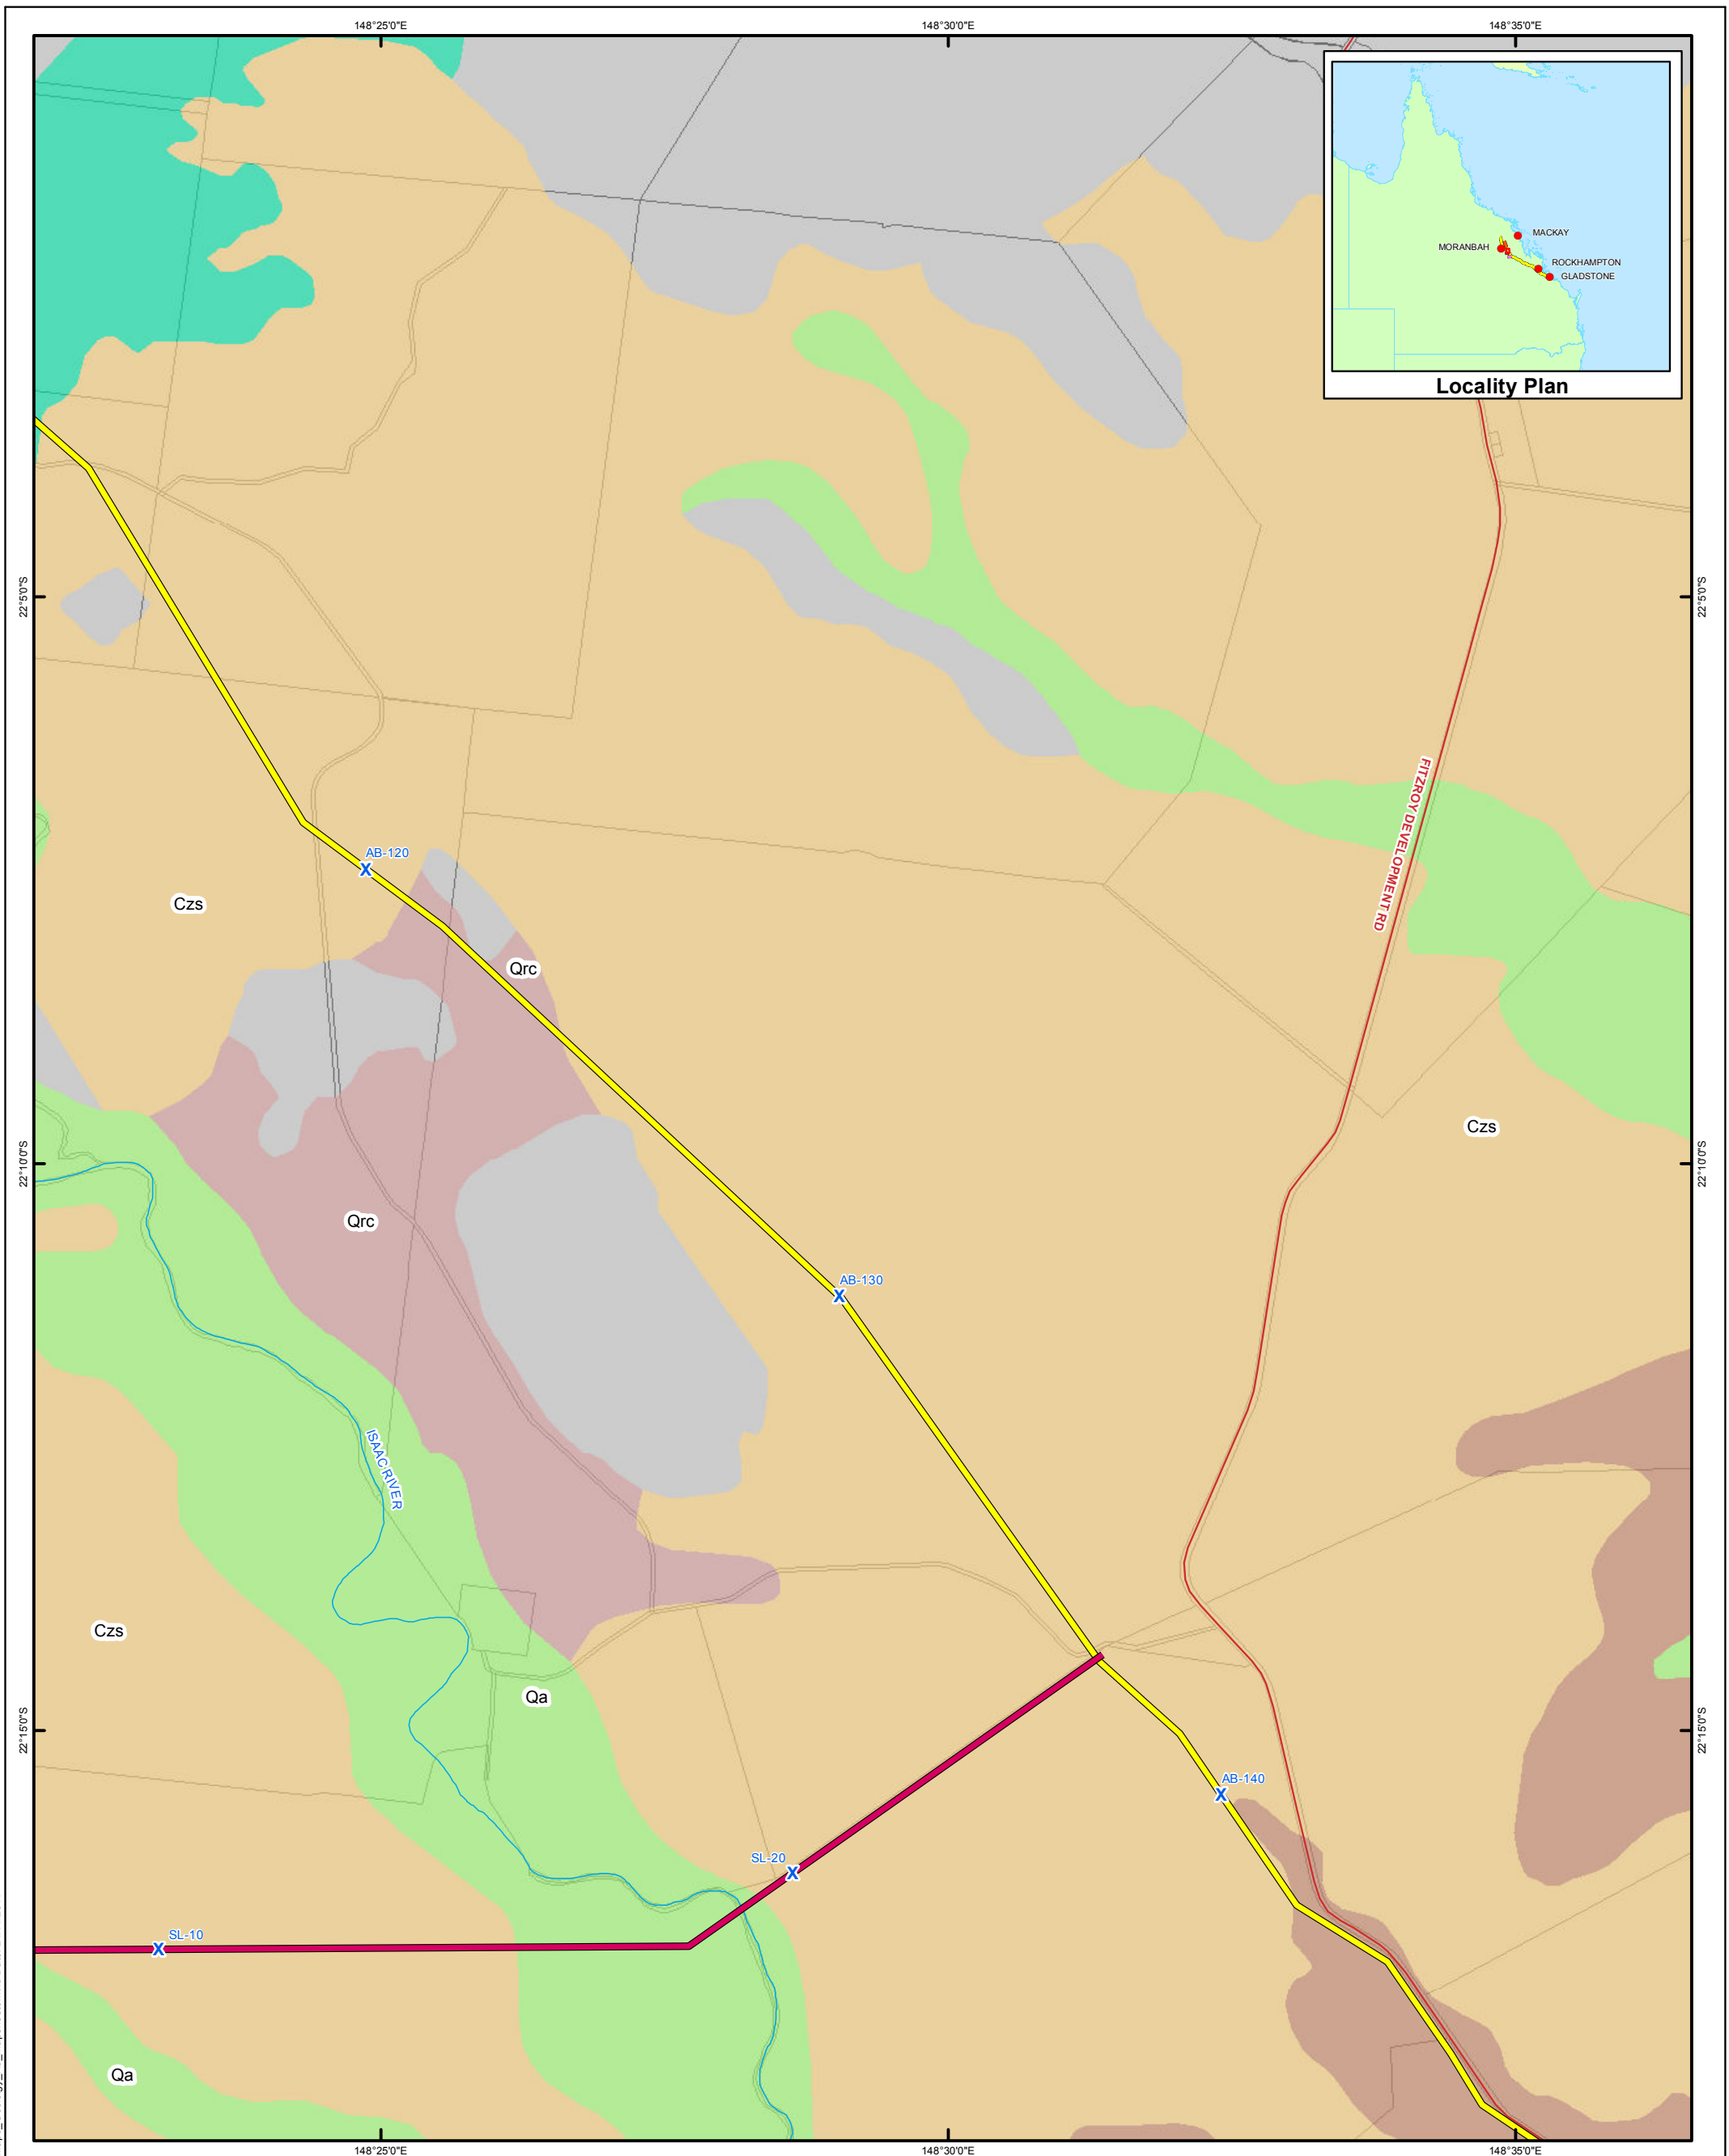 148°25'0"E
148°30'0"E
148°35'0"E
MACKAY
MORANBAH
ROCKHAMPTON
GLADSTONE
Locality Plan
22°5'0"S
22°5'0"S
FITZROY DEVELOPMENT RD
AB-120
Czs
Qrc
Czs
22°10'0"S
22°10'0"S
Qrc
AB-130
ISAAC RIVER
Czs
Qa
22°15'0"S
22°15'0"S
AB-140
SL-20
SL-10
Qa
148°25'0"E
148°30'0"E
148°35'0"E